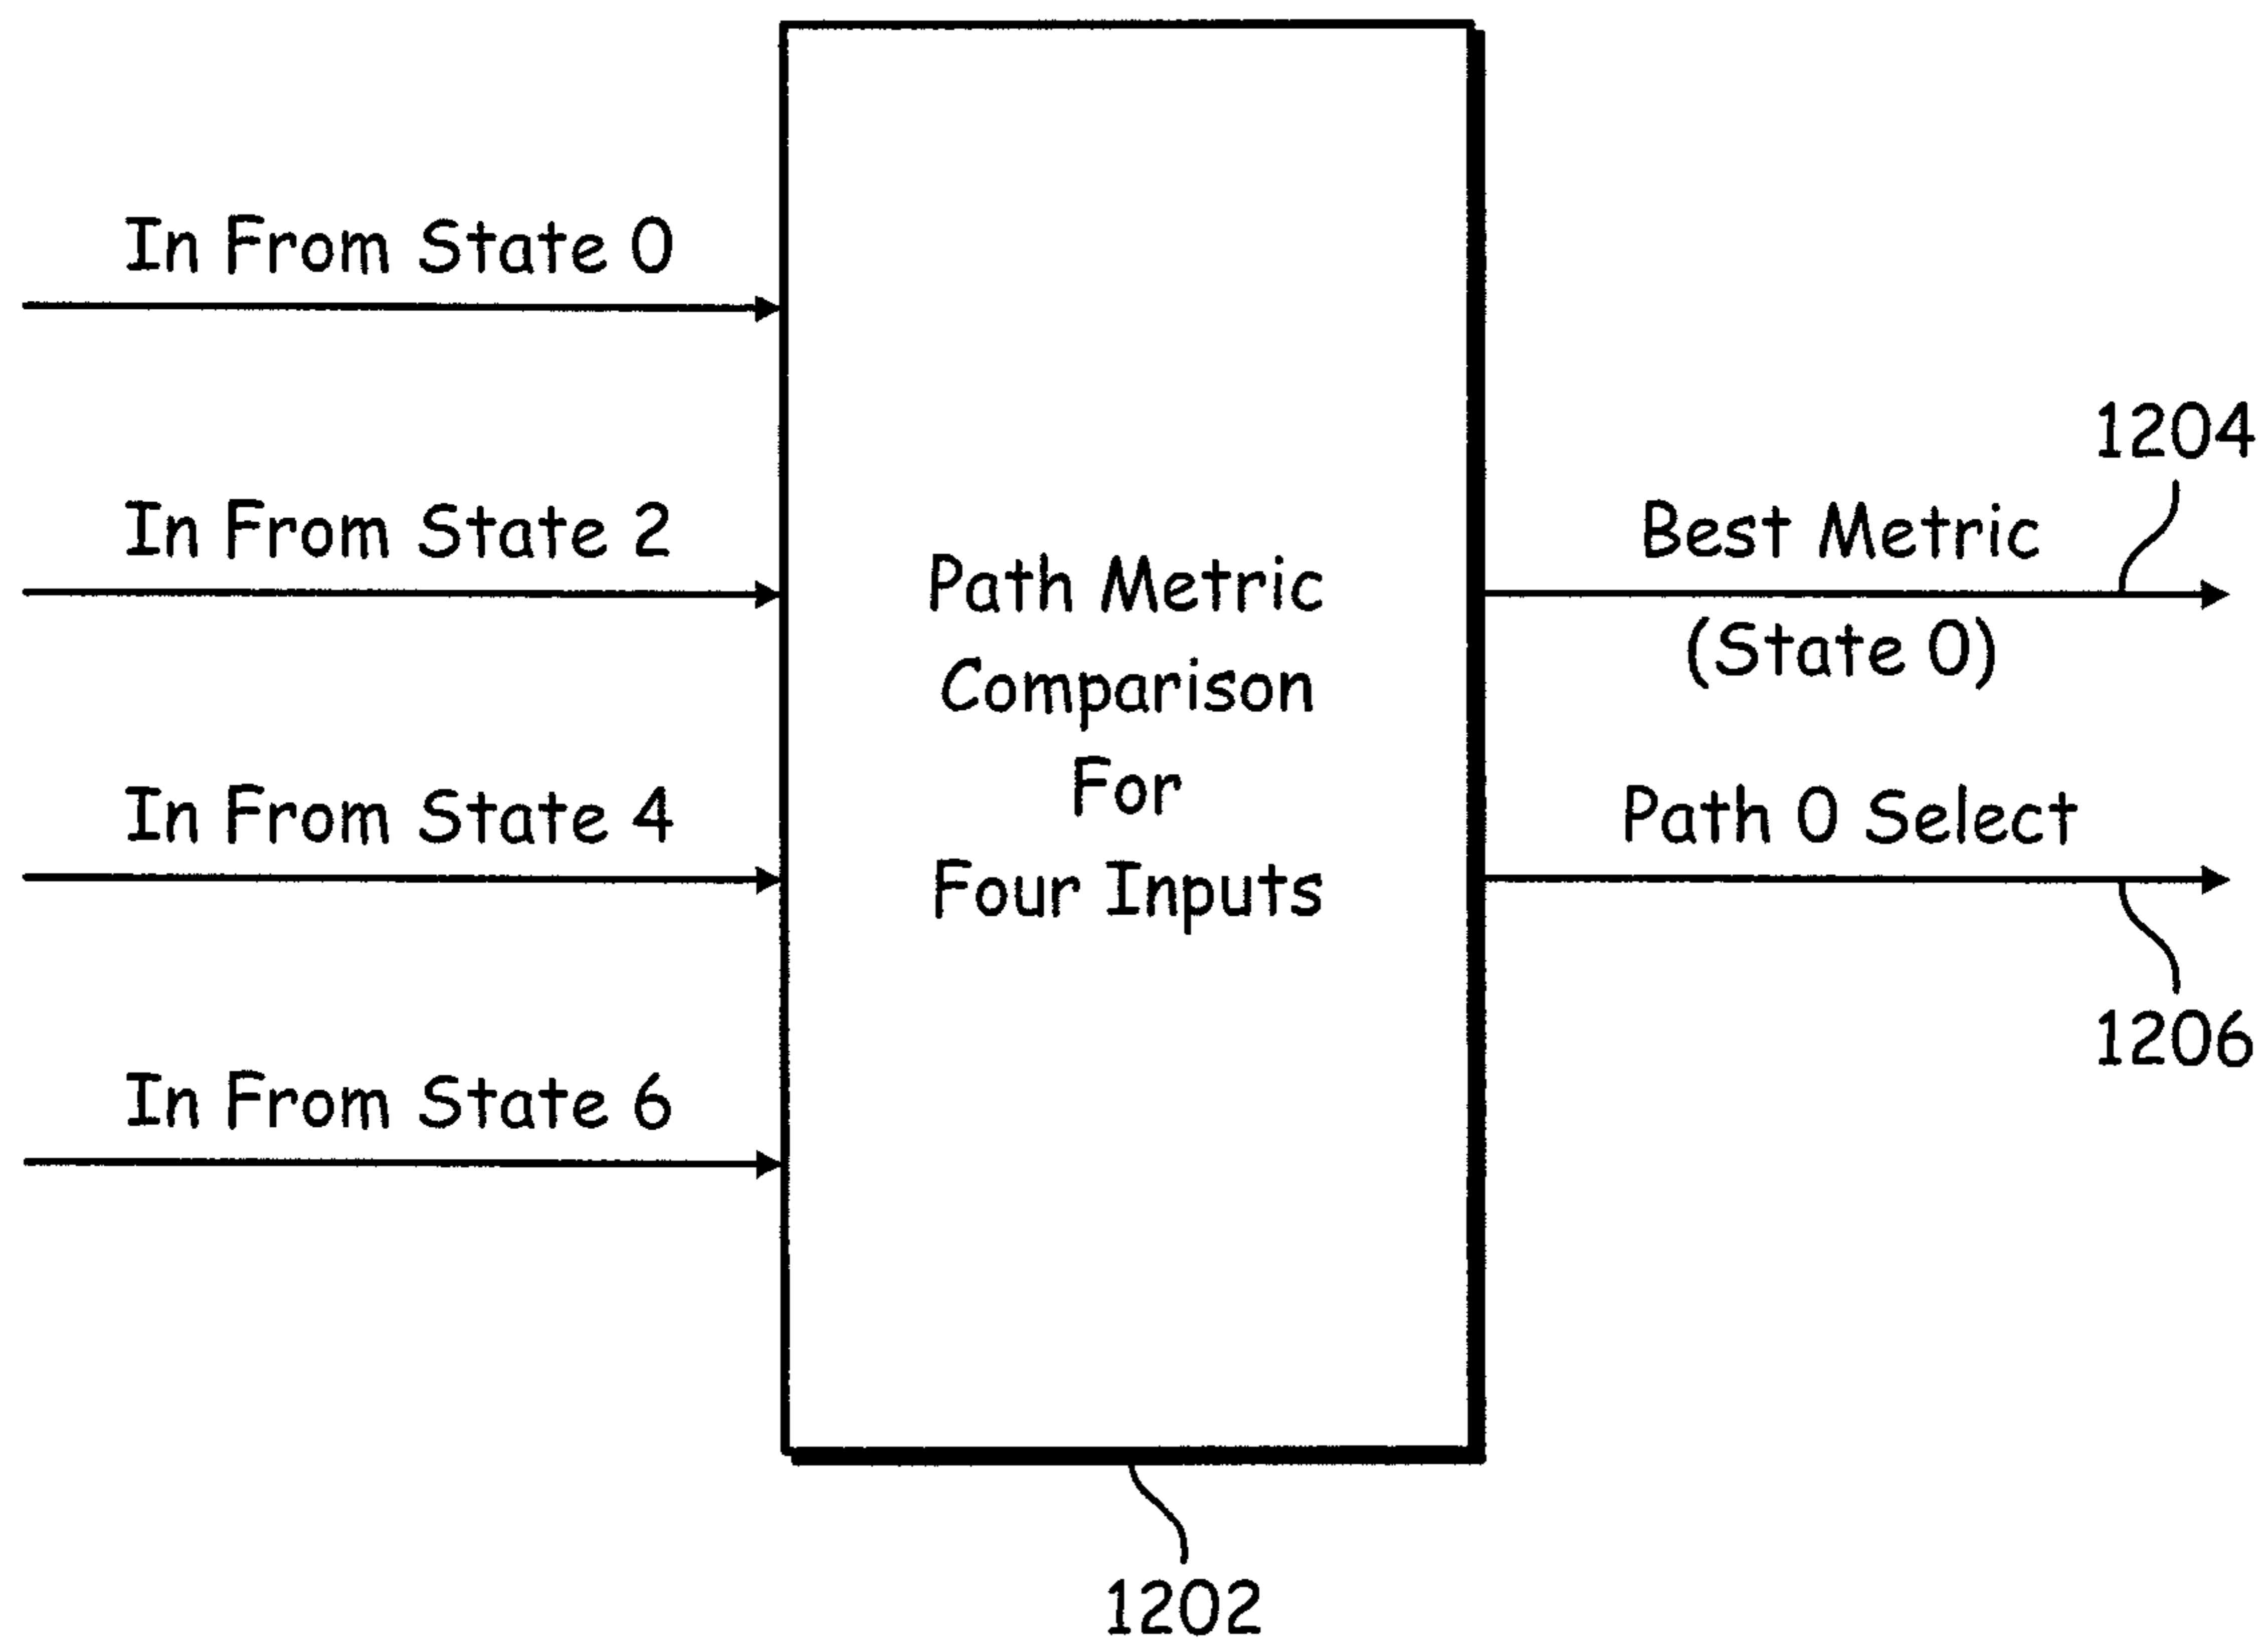 In From State 0
In From State 2
In From State 4
In From State 6
Path Metric
Comparison
For
Four Inputs
1204
Best Metric
(State 0)
Path 0 Select
1206
1202